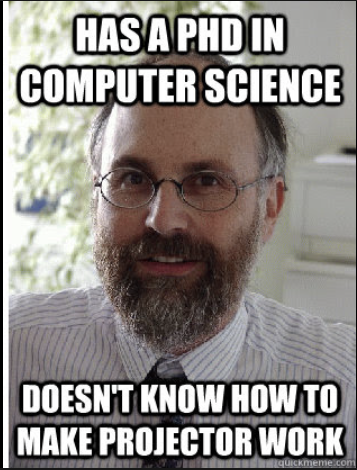 HAS A PHD IN
COMPUTER SCIENCE
DOESN'T KNOW HOW TO
MAKE PROJECTOR WORK
quickmeme.com